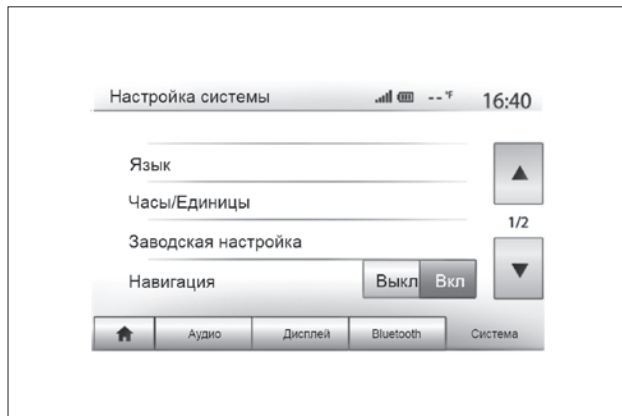 Настройка системы --°F 16:40
Язык
Часы/Единицы
1/2
Заводская настройка
Навигация Выкл Вкл
Аудио Дисплей Bluetooth Система